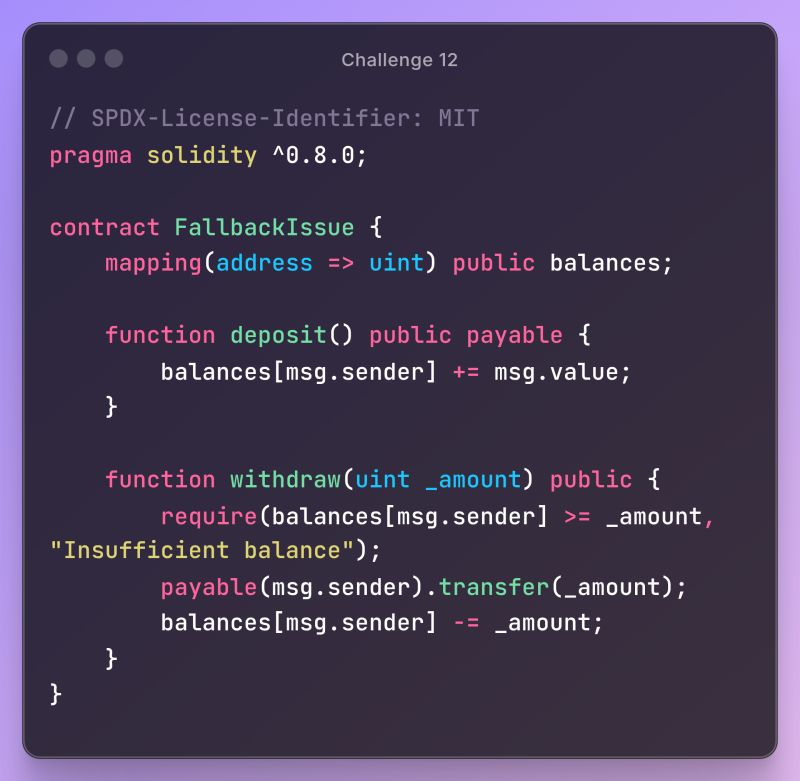 Challenge 12
// SPDX-License-Identifier: MIT
pragma solidity ^0.8.0;
contract FallbackIssue {
    mapping(address => uint) public balances;
    function deposit() public payable {
        balances[msg.sender] += msg.value;
    }
    function withdraw(uint _amount) public {
        require(balances[msg.sender] >= _amount,
"Insufficient balance");
        payable(msg.sender).transfer(_amount);
        balances[msg.sender] -= _amount;
    }
}